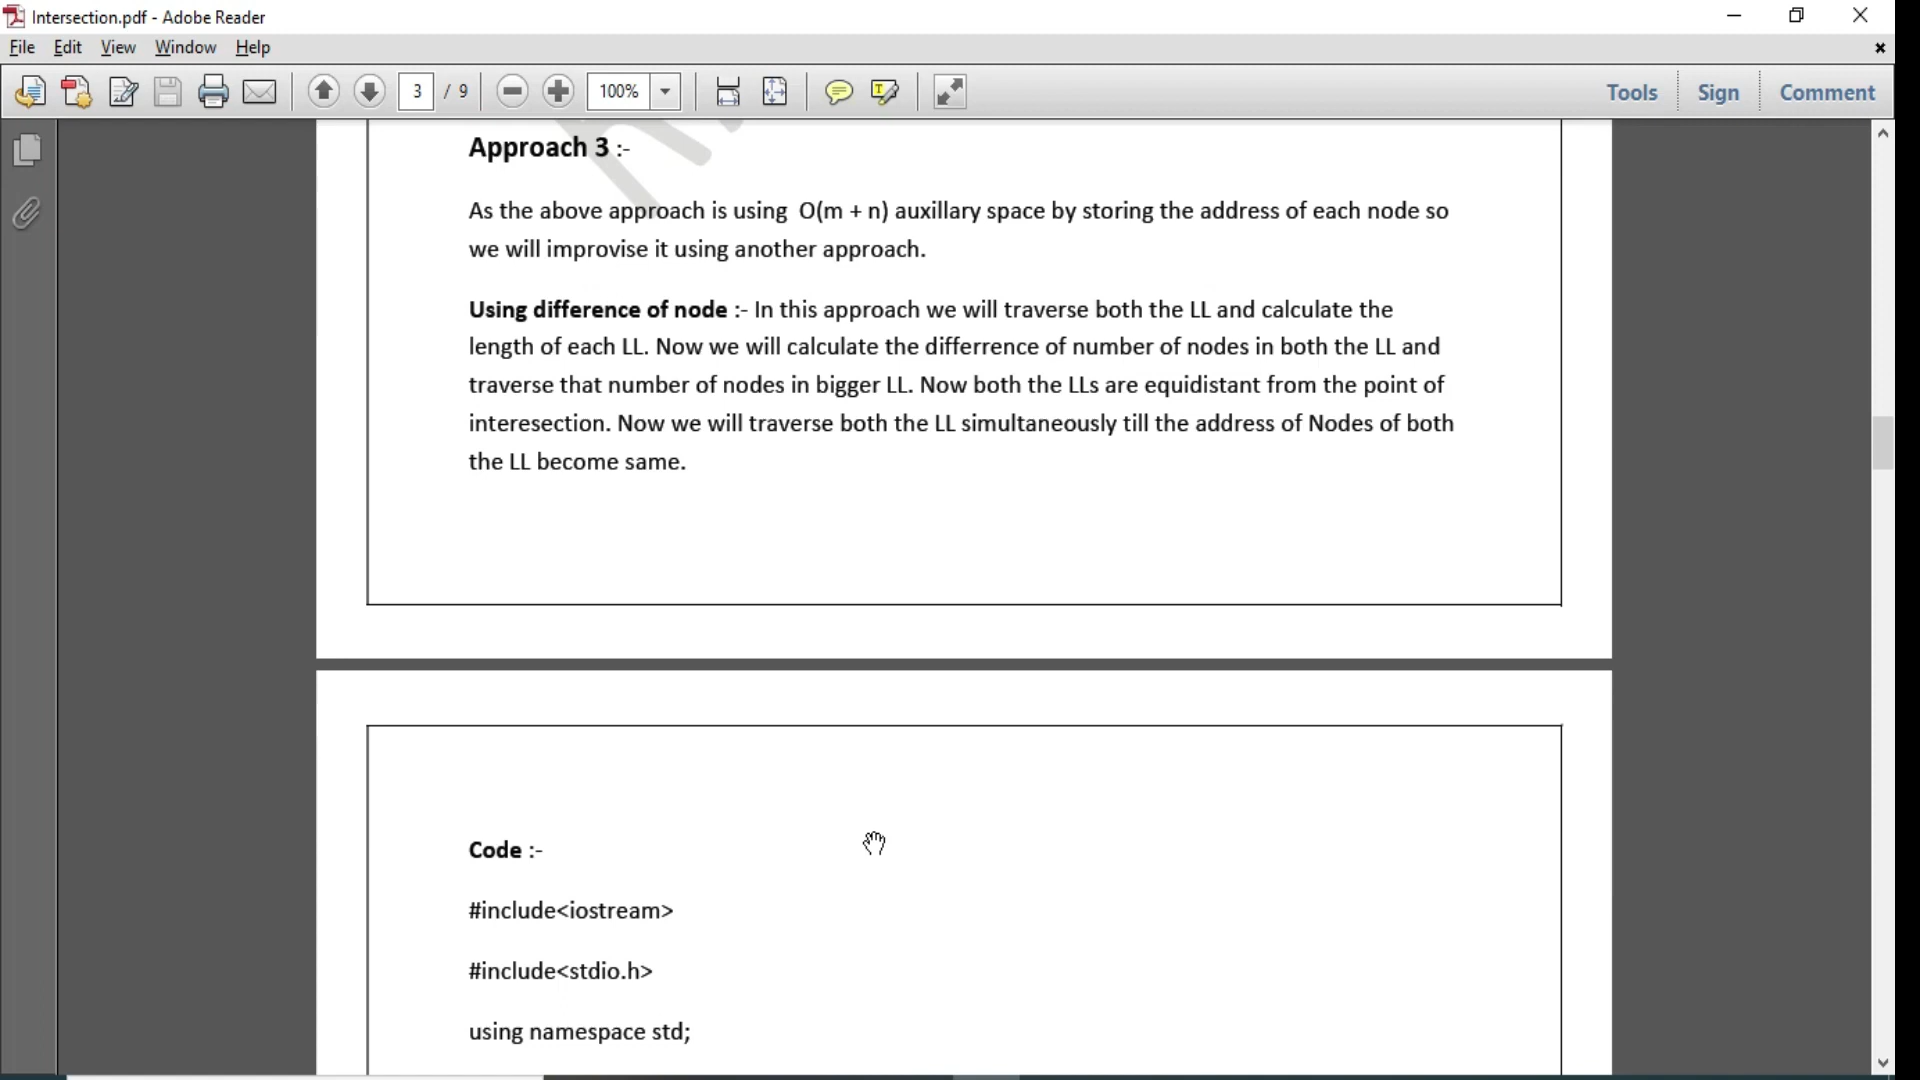 Intersection.pdf - Adobe Reader
File Edit View Window Help
3 / 9 100% Tools Sign Comment
Approach 3 :-
As the above approach is using O(m + n) auxillary space by storing the address of each node so
we will improvise it using another approach.
Using difference of node :- In this approach we will traverse both the LL and calculate the
length of each LL. Now we will calculate the differrence of number of nodes in both the LL and
traverse that number of nodes in bigger LL. Now both the LLs are equidistant from the point of
interesection. Now we will traverse both the LL simultaneously till the address of Nodes of both
the LL become same.
Code :-
#include<iostream>
#include<stdio.h>
using namespace std;